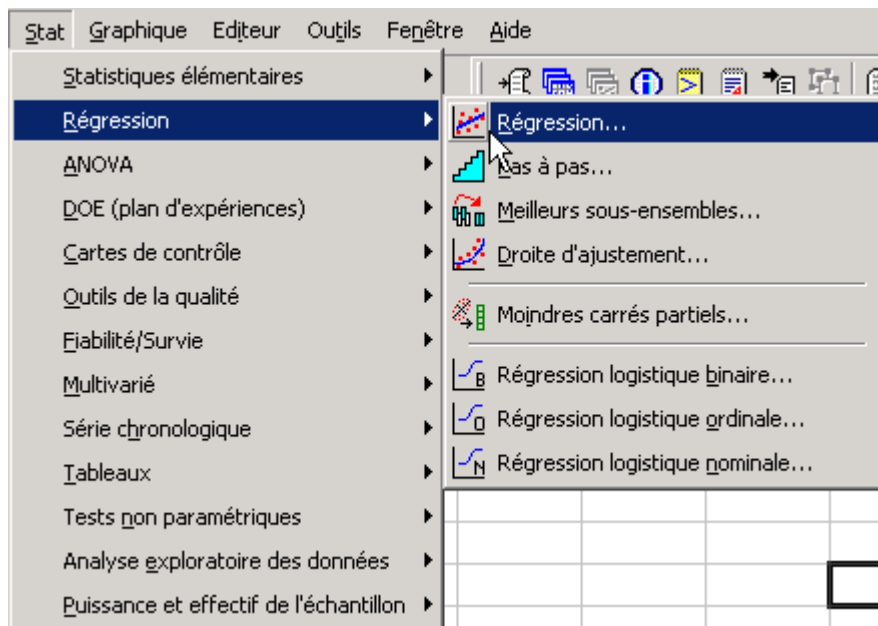 Stat Graphique Editeur Outils Fenêtre Aide
Statistiques élémentaires
Régression
ANOVA
DOE (plan d'expériences)
Cartes de contrôle
Outils de la qualité
Fiabilité/Survie
Multivarié
Série chronologique
Tableaux
Tests non paramétriques
Analyse exploratoire des données
Puissance et effectif de l'échantillon
Régression...
Pas à pas...
Meilleurs sous-ensembles...
Droite d'ajustement...
Moindres carrés partiels...
B Régression logistique binaire...
O Régression logistique ordinale...
N Régression logistique nominale...